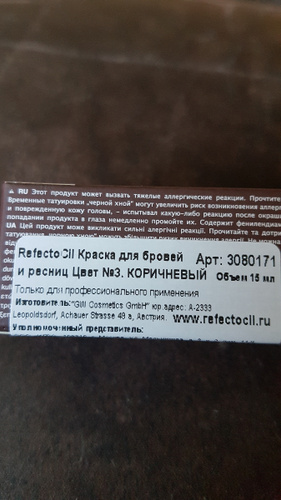 RU Этот продукт может вызвать тяжелые аллергические реакции. Прочтите
Временные татуировки „черной хной" могут увеличить риск возникновения аллер
и поврежденную кожу головы, - испытывал какую-либо реакцию после окраш
попадании продукта в глаза немедленно промойте их. Содержит фенилендиами
UA Цей продукт може викликати сильні алергічні реакції. Прочитайте та дотри
RefectoCil Краска для бровей Арт: 3080171
и ресниц Цвет №3. КОРИЧНЕВЫЙ Объем 15 мл
Только для профессионального применения
Изготовитель:"GW Cosmetics GmbH" юр.адрес: A-2333
Leopoldsdorf, Achauer Strasse 48 a, Австрия. www.refectocil.ru
Уполномоченный представитель: